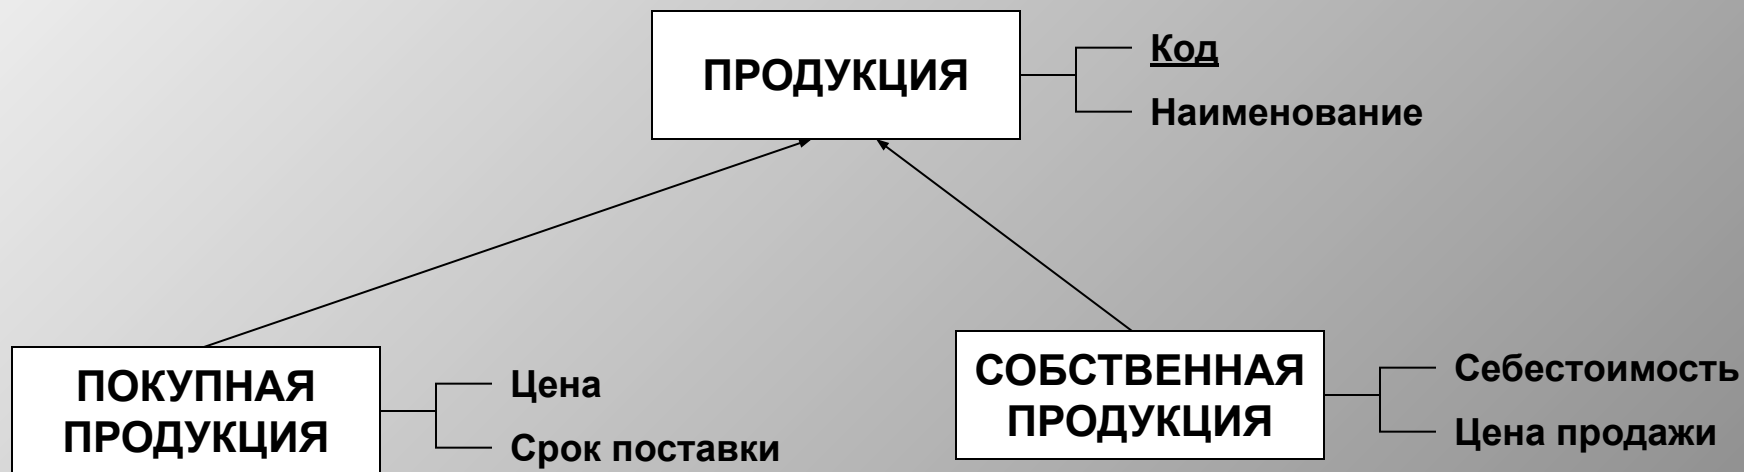 ПРОДУКЦИЯ
Код
Наименование
ПОКУПНАЯ
ПРОДУКЦИЯ
Цена
Срок поставки
СОБСТВЕННАЯ
ПРОДУКЦИЯ
Себестоимость
Цена продажи